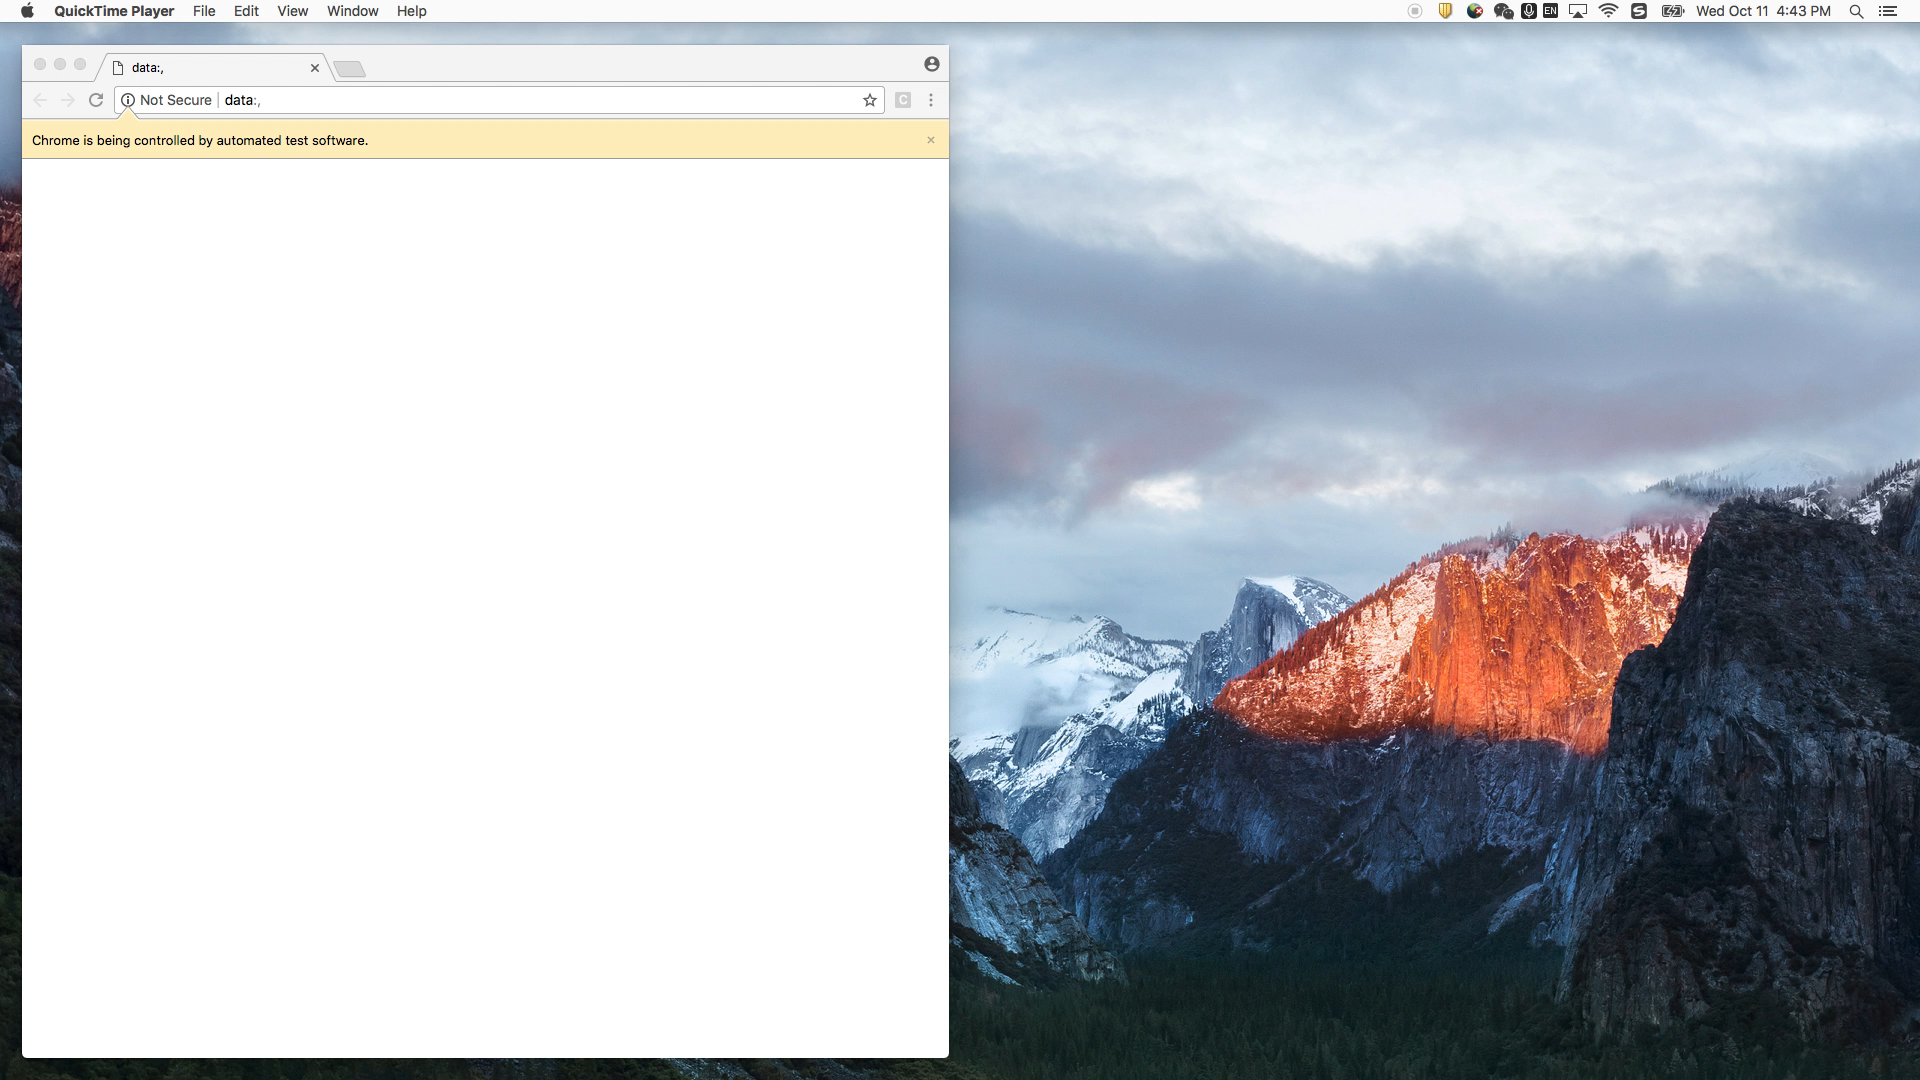 QuickTime Player File Edit View Window Help EN S Wed Oct 11 4:43 PM
data:,
Not Secure data:, C
Chrome is being controlled by automated test software.